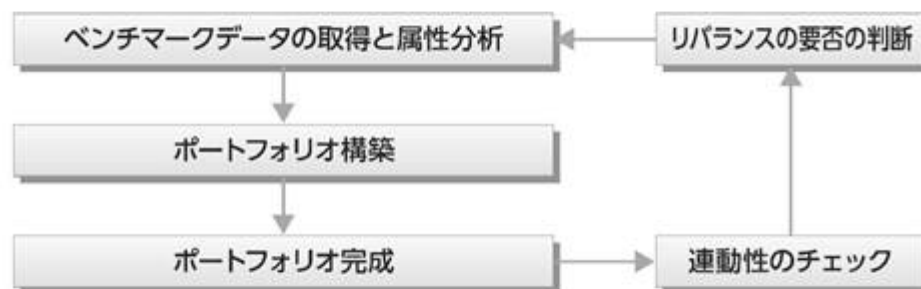 ベンチマークデータの取得と属性分析
リバランスの要否の判断
ポートフォリオ構築
ポートフォリオ完成
連動性のチェック